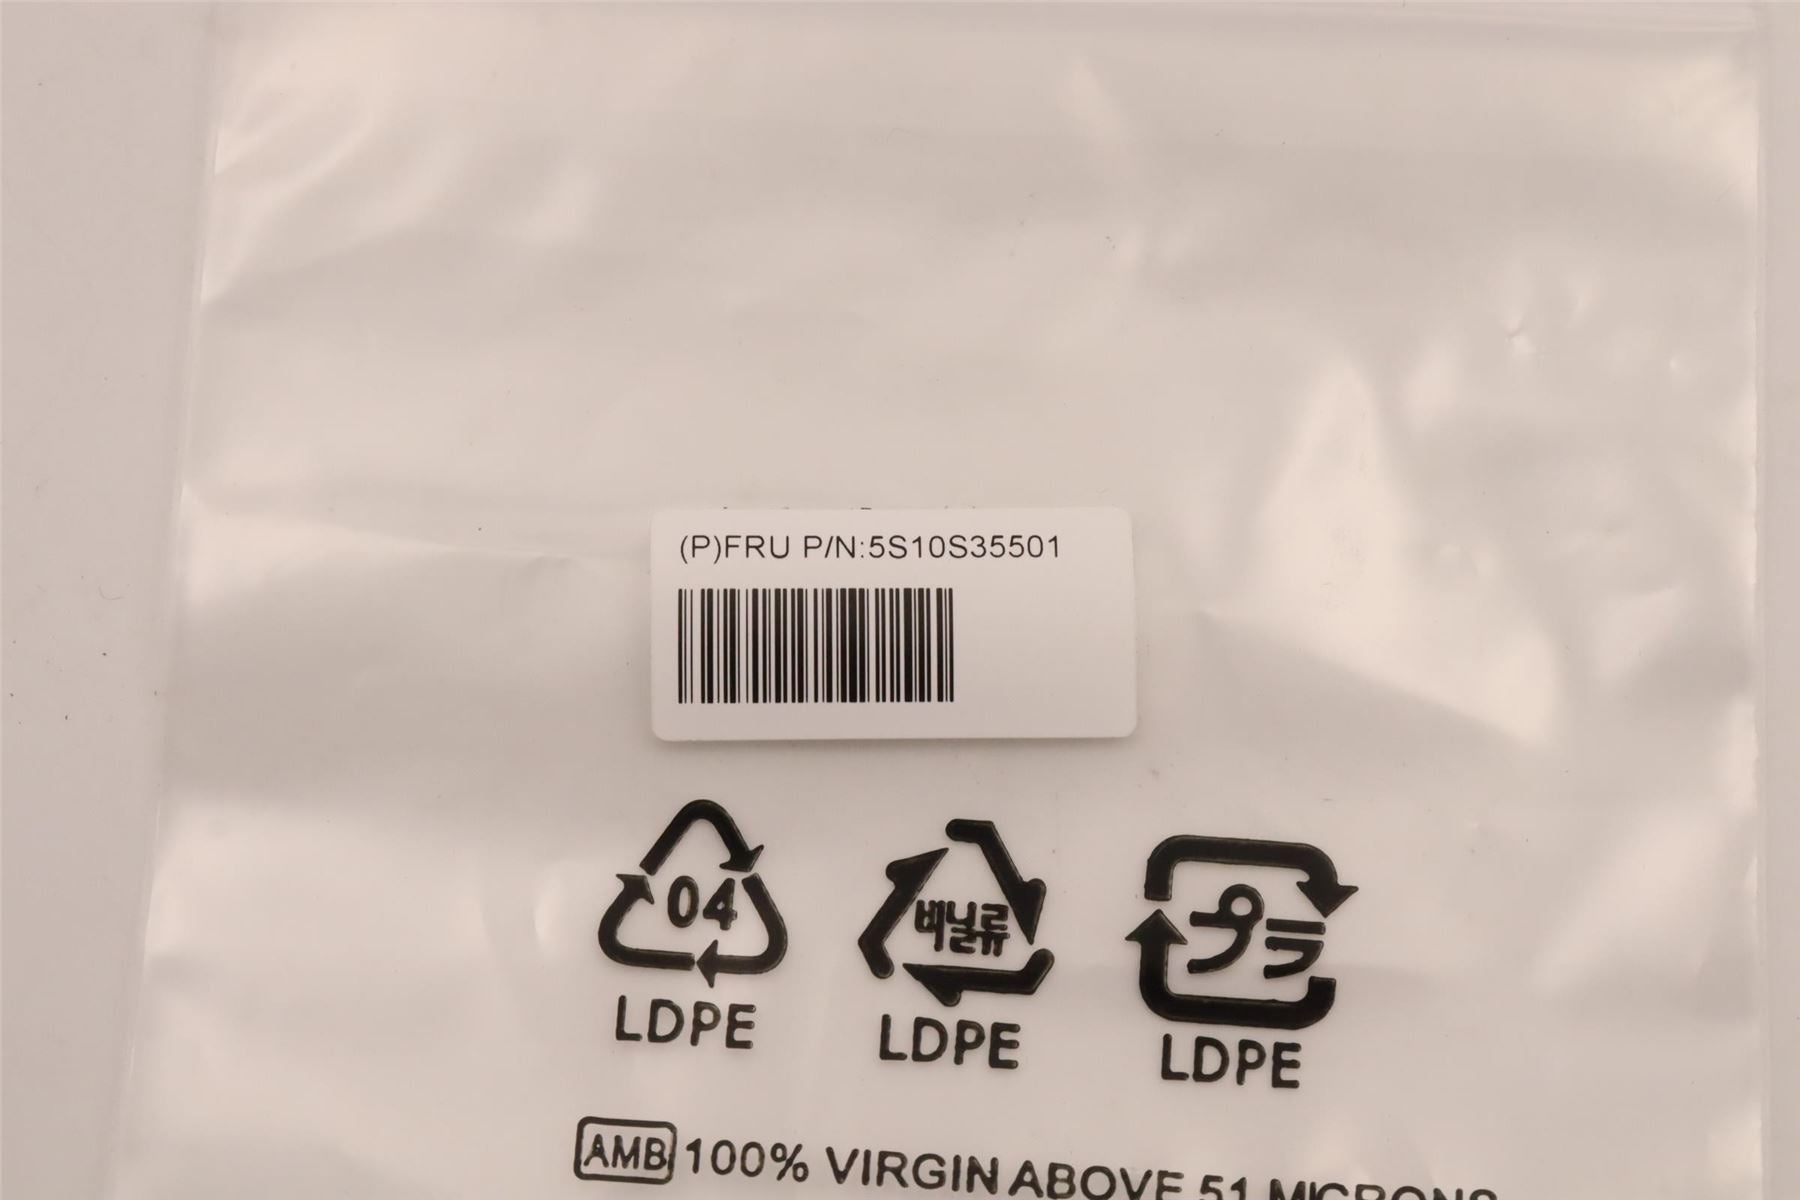 (P)FRU P/N:5S10S35501
04
LDPE
비닐류
LDPE
プラ
LDPE
AMB 100% VIRGIN ABOVE 51 MICRONS